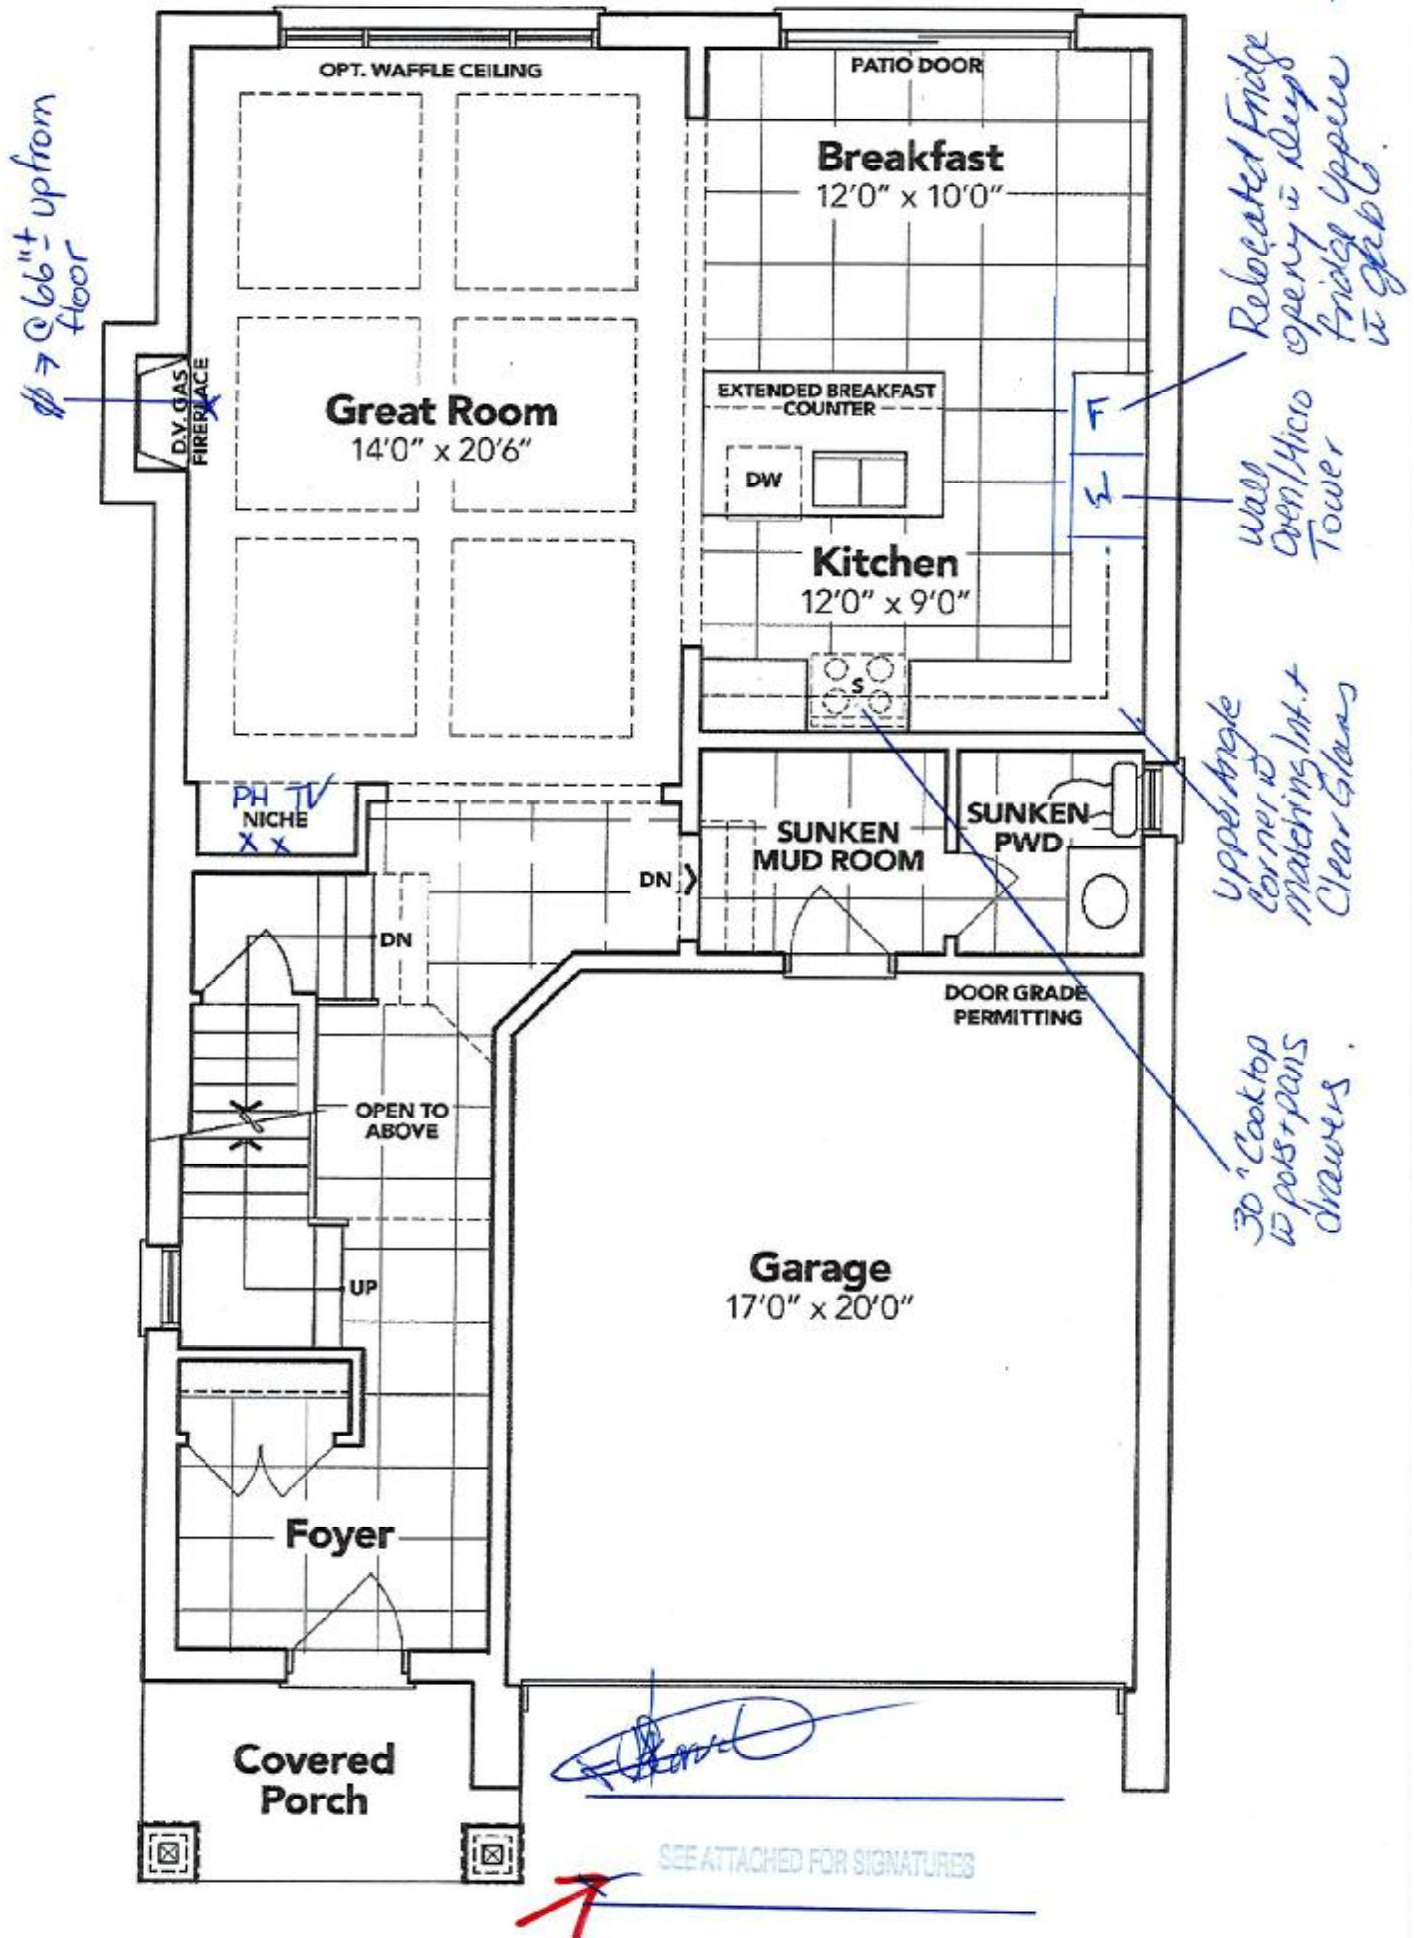 OPT. WAFFLE CEILING
PATIO DOOR
Breakfast
12'0" x 10'0"
Relocated Fridge
Fridge Uppers
@ 66"± up from
floor
D.V. GAS
FIREPLACE
Great Room
14'0" x 20'6"
EXTENDED BREAKFAST
COUNTER
F
DW
Wall
Oven/Micro
Tower
Kitchen
12'0" x 9'0"
S
Upper Angle
Corner w
matching Int. +
Clear Glass
PH TV
NICHE
x x
SUNKEN
MUD ROOM
SUNKEN
PWD
DN
DN
DOOR GRADE
PERMITTING
30" Cooktop
w pots + pans
drawers.
OPEN TO
ABOVE
UP
Garage
17'0" x 20'0"
Foyer
Covered
Porch
SEE ATTACHED FOR SIGNATURES